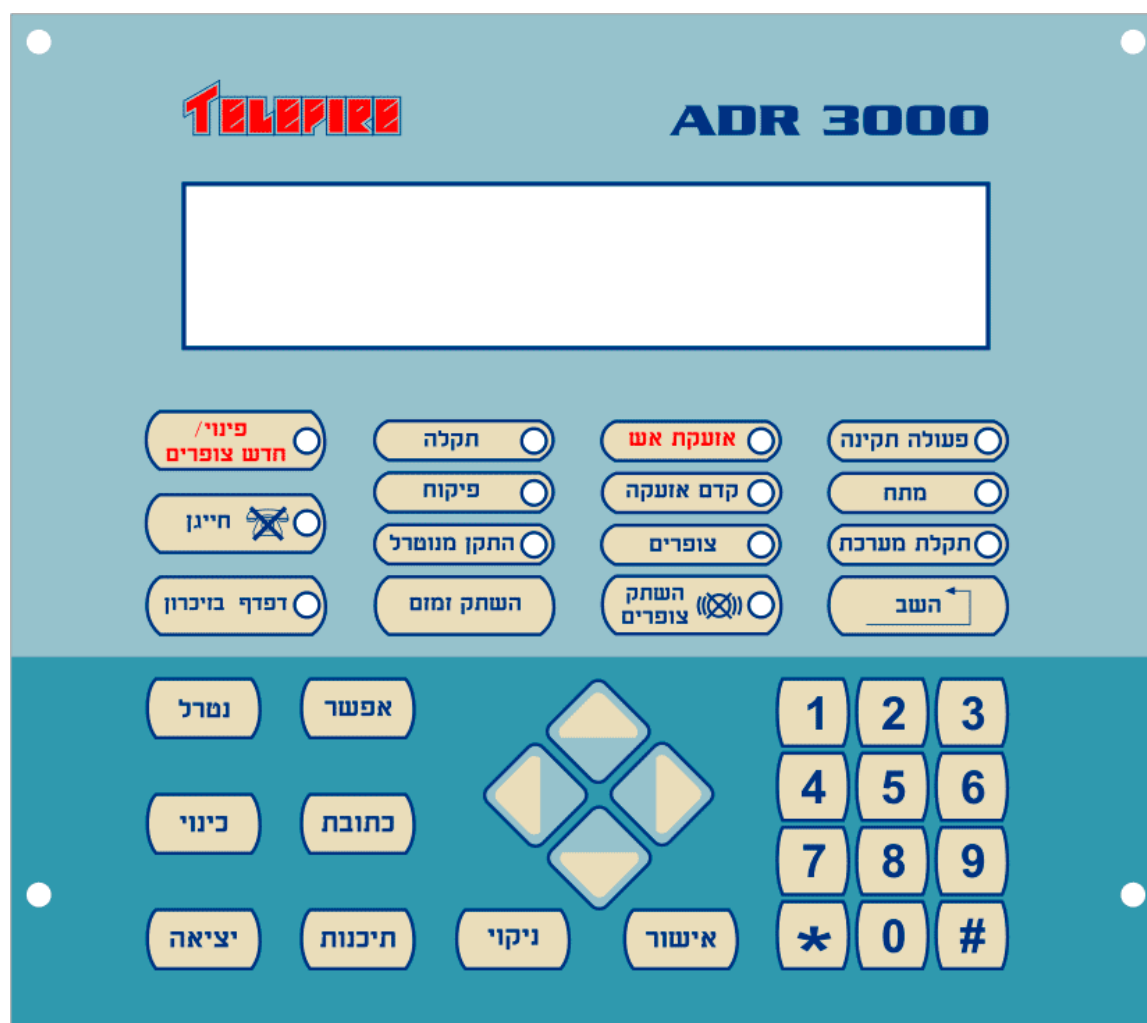 TELEFIRE
ADR 3000
פעולה תקינה
אזעקת אש
תקלה
פינוי/
חדש צופרים
מתח
קדם אזעקה
פיקוח
חייגן
תקלת מערכת
צופרים
התקן מנוטרל
השב
השתק
צופרים
השתק זמזם
דפדף בזיכרון
אפשר
נטרל
1 2 3
4 5 6
כתובת
כינוי
7 8 9
* 0 #
אישור
ניקוי
תיכנות
יציאה